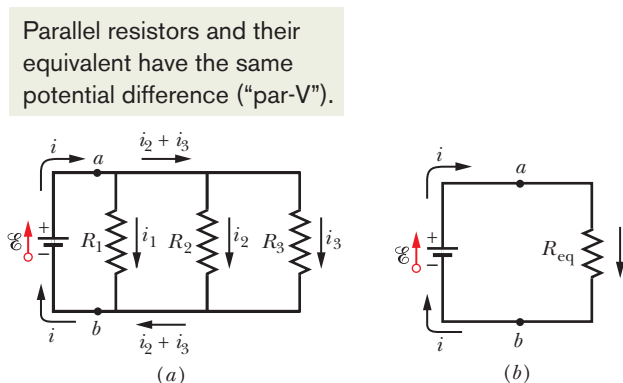 Parallel resistors and their
equivalent have the same
potential difference (“par-V”).
i a i₂ + i₃
ℰ + − R₁ i₁ R₂ i₂ R₃ i₃
i b i₂ + i₃
(a)
i a
ℰ + − R_eq
i b
(b)